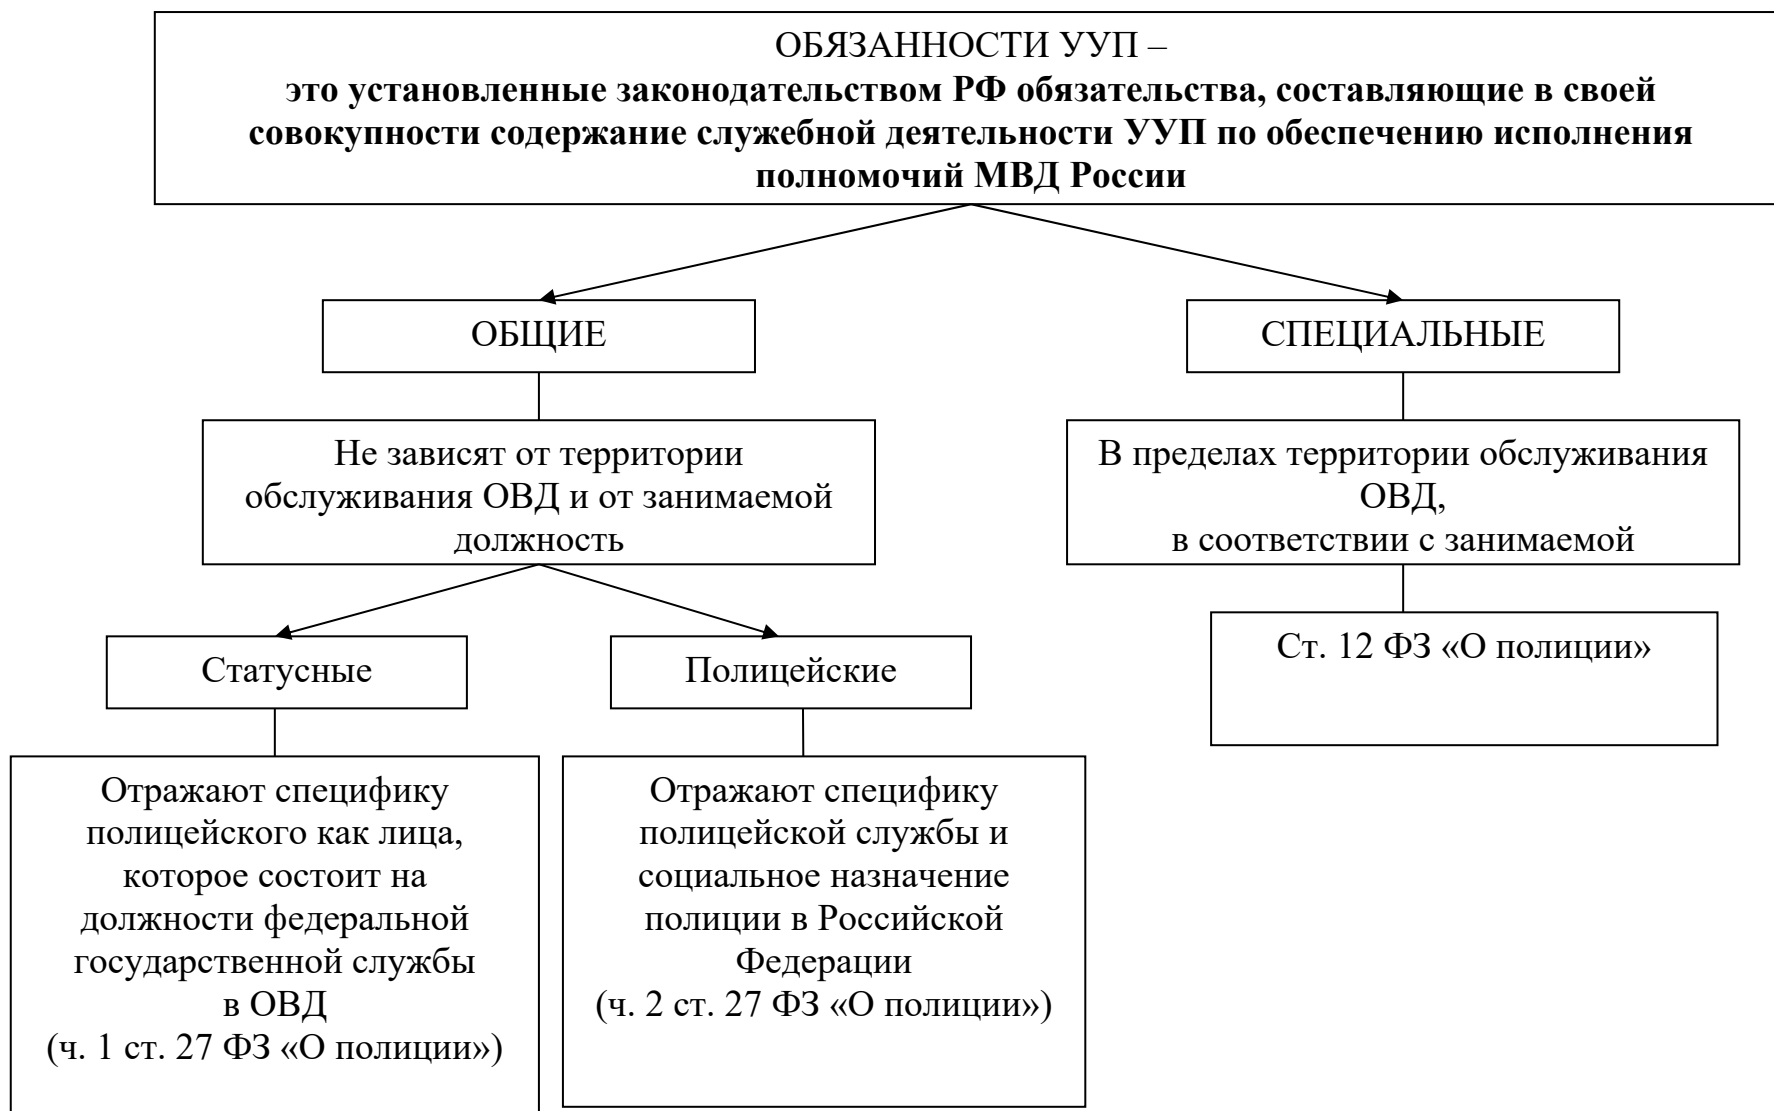 ОБЯЗАННОСТИ УУП –
это установленные законодательством РФ обязательства, составляющие в своей
совокупности содержание служебной деятельности УУП по обеспечению исполнения
полномочий МВД России
ОБЩИЕ
СПЕЦИАЛЬНЫЕ
Не зависят от территории
обслуживания ОВД и от занимаемой
должность
В пределах территории обслуживания
ОВД,
в соответствии с занимаемой
Статусные
Полицейские
Ст. 12 ФЗ «О полиции»
Отражают специфику
полицейского как лица,
которое состоит на
должности федеральной
государственной службы
в ОВД
(ч. 1 ст. 27 ФЗ «О полиции»)
Отражают специфику
полицейской службы и
социальное назначение
полиции в Российской
Федерации
(ч. 2 ст. 27 ФЗ «О полиции»)